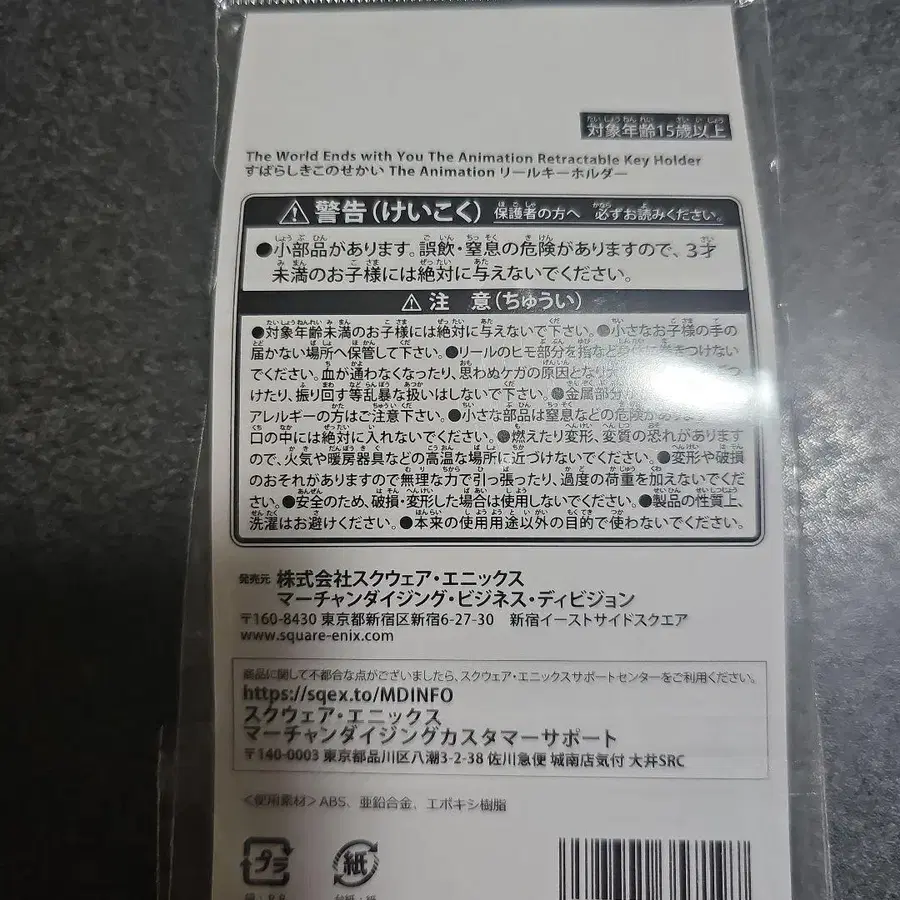 対象年齢15歳以上
The World Ends with You The Animation Retractable Key Holder
すばらしきこのせかい The Animation リールキーホルダー
警告(けいこく) 保護者の方へ 必ずお読みください。
●小部品があります。誤飲・窒息の危険がありますので、3才
未満のお子様には絶対に与えないでください。
注 意(ちゅうい)
●対象年齢未満のお子様には絶対に与えないで下さい。●小さなお子様の手の
届かない場所へ保管して下さい。●リールのヒモ部分を指など身体に巻きつけない
でください。血が通わなくなったり、思わぬケガの原因となり
けたり、振り回す等乱暴な扱いはしないで下さい。●金属部分
アレルギーの方はご注意下さい。●小さな部品は窒息などの危険があります
口の中には絶対に入れないでください。●燃えたり変形、変質の恐れがあります
ので、火気や暖房器具などの高温な場所に近づけないでください。●変形や破損
のおそれがありますので無理な力で引っ張ったり、過度の荷重を加えないでくだ
さい。●安全のため、破損・変形した場合は使用しないでください。●製品の性質上、
洗濯はお避けください。●本来の使用用途以外の目的で使わないでください。
発売元 株式会社スクウェア・エニックス
マーチャンダイジング・ビジネス・ディビジョン
〒160-8430 東京都新宿区新宿6-27-30 新宿イーストサイドスクエア
www.square-enix.com
商品に関して不都合な点がございましたら、スクウェア・エニックスサポートセンターをご利用ください。
https://sqex.to/MDINFO
スクウェア・エニックス
マーチャンダイジングカスタマーサポート
〒140-0003 東京都品川区八潮3-2-38 佐川急便 城南店気付 大井SRC
＜使用素材＞ABS、亜鉛合金、エポキシ樹脂
プラ 紙